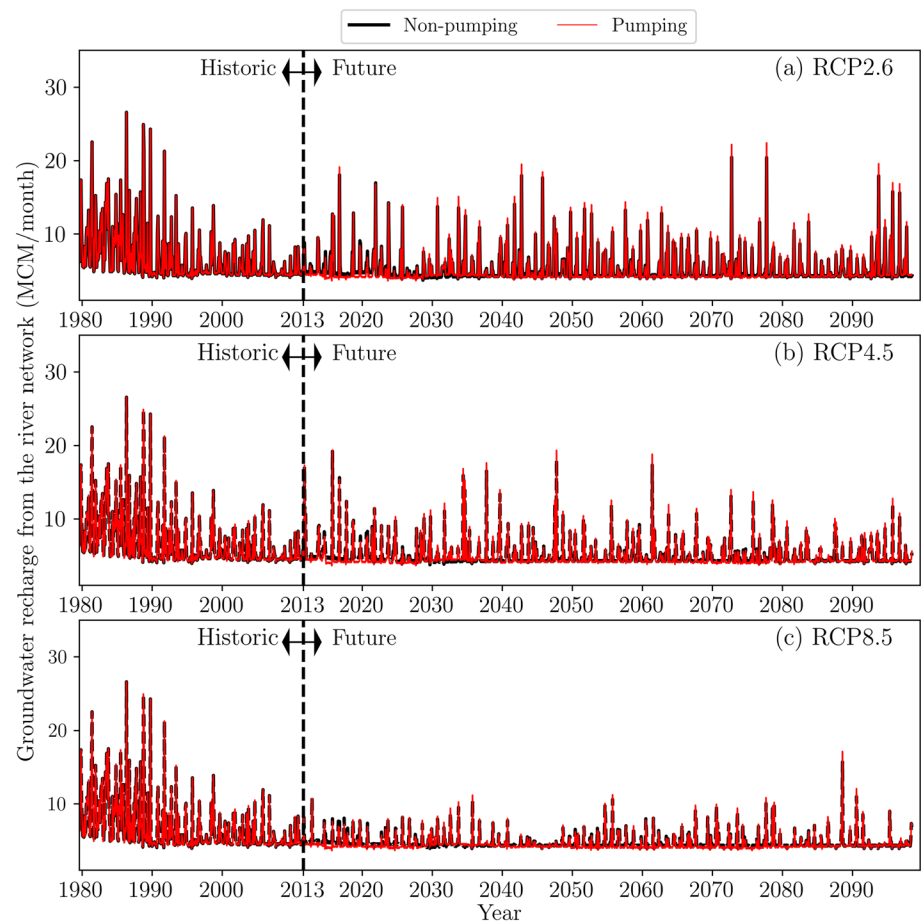 Non-pumping Pumping
Groundwater recharge from the river network (MCM/month)
Historic Future (a) RCP2.6
30
20
10
1980 1990 2000 2013 2020 2030 2040 2050 2060 2070 2080 2090
Historic Future (b) RCP4.5
30
20
10
1980 1990 2000 2013 2020 2030 2040 2050 2060 2070 2080 2090
Historic Future (c) RCP8.5
30
20
10
1980 1990 2000 2013 2020 2030 2040 2050 2060 2070 2080 2090
Year